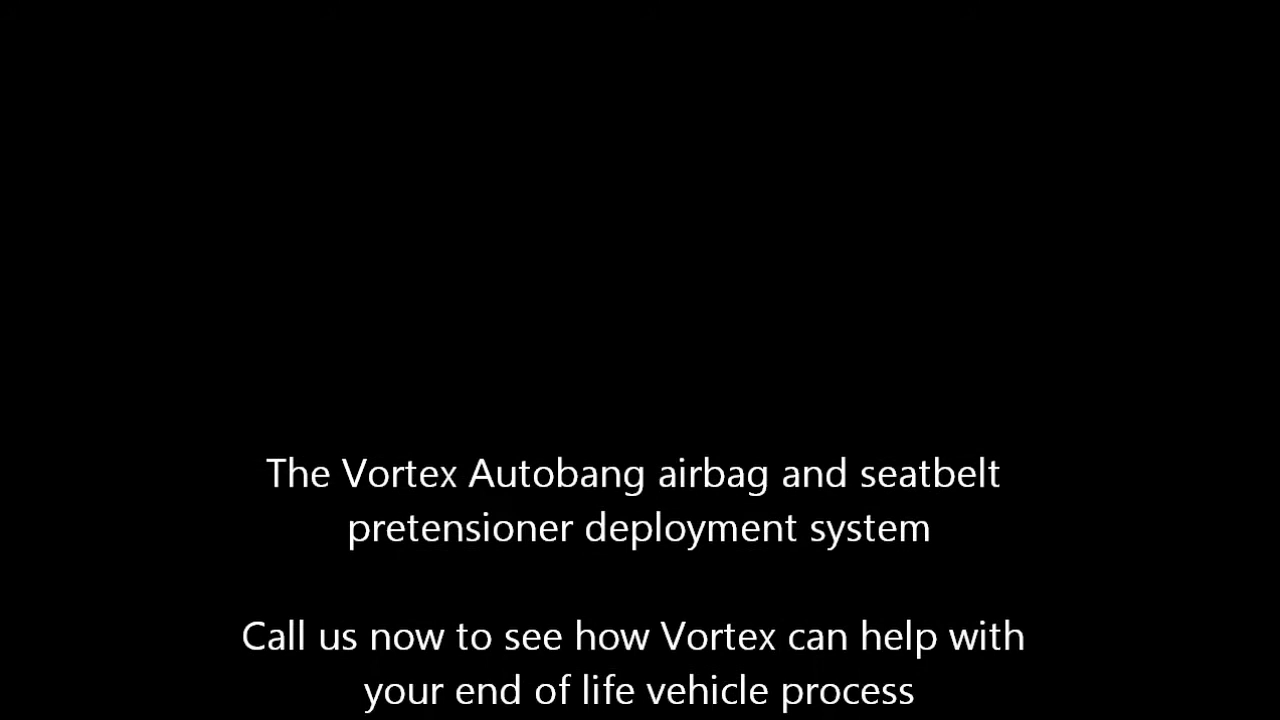 The Vortex Autobang airbag and seatbelt
pretensioner deployment system
Call us now to see how Vortex can help with
your end of life vehicle process